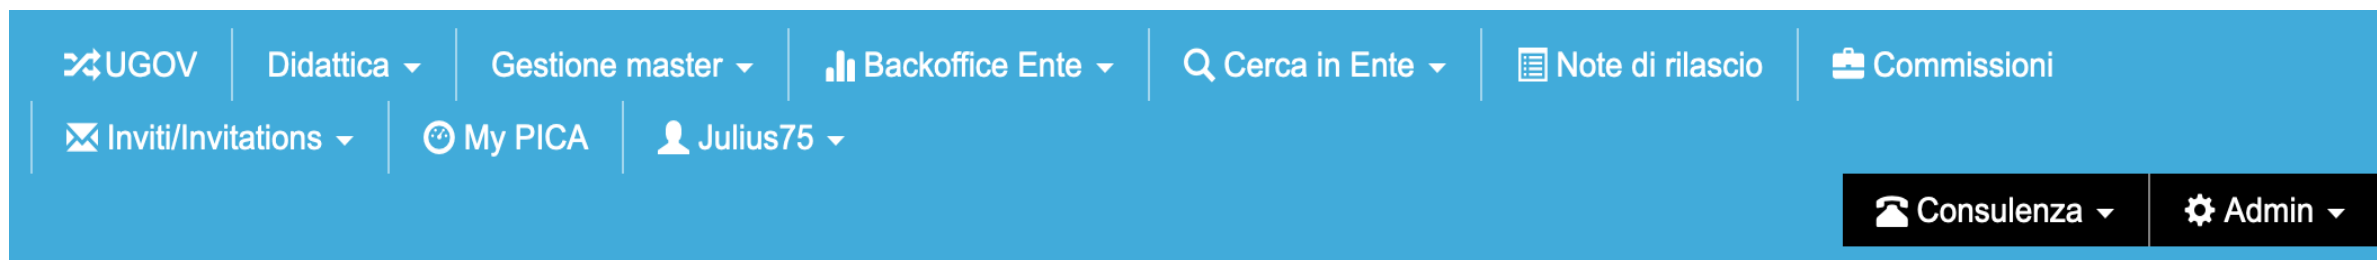 UGOV Didattica Gestione master Backoffice Ente Cerca in Ente Note di rilascio Commissioni
Inviti/Invitations My PICA Julius75
Consulenza Admin